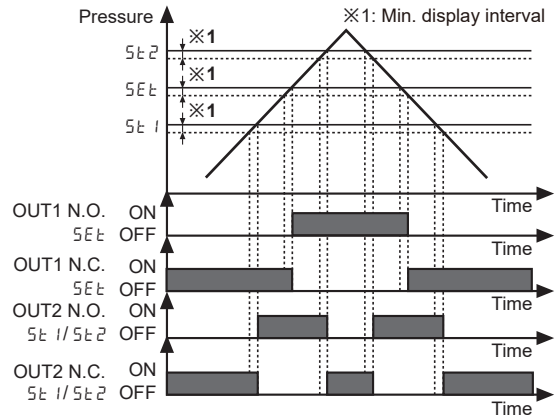 Pressure
※1: Min. display interval
St2
※1
SEt
※1
St1
※1
Time
OUT1 N.O. ON
SEt OFF
Time
OUT1 N.C. ON
SEt OFF
Time
OUT2 N.O. ON
St1/St2 OFF
Time
OUT2 N.C. ON
St1/St2 OFF
Time